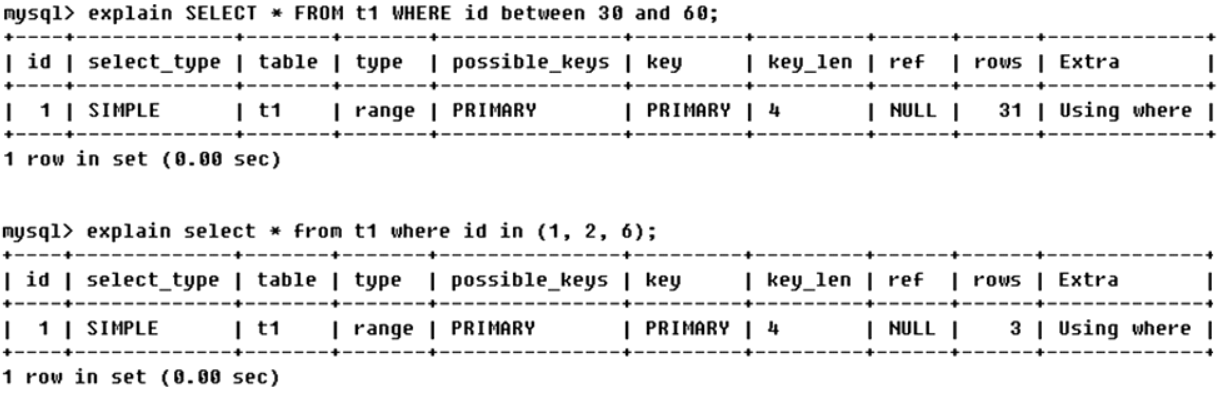 mysql> explain SELECT * FROM t1 WHERE id between 30 and 60;
+----+-------------+-------+-------+---------------+---------+---------+------+------+-------------+
| id | select_type | table | type | possible_keys | key | key_len | ref | rows | Extra |
+----+-------------+-------+-------+---------------+---------+---------+------+------+-------------+
| 1 | SIMPLE | t1 | range | PRIMARY | PRIMARY | 4 | NULL | 31 | Using where |
+----+-------------+-------+-------+---------------+---------+---------+------+------+-------------+
1 row in set (0.00 sec)
mysql> explain select * from t1 where id in (1, 2, 6);
+----+-------------+-------+-------+---------------+---------+---------+------+------+-------------+
| id | select_type | table | type | possible_keys | key | key_len | ref | rows | Extra |
+----+-------------+-------+-------+---------------+---------+---------+------+------+-------------+
| 1 | SIMPLE | t1 | range | PRIMARY | PRIMARY | 4 | NULL | 3 | Using where |
+----+-------------+-------+-------+---------------+---------+---------+------+------+-------------+
1 row in set (0.00 sec)